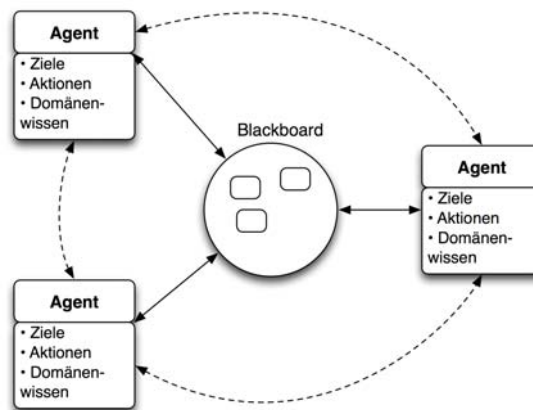 Agent
• Ziele
• Aktionen
• Domänen-
wissen
Blackboard
Agent
• Ziele
• Aktionen
• Domänen-
wissen
Agent
• Ziele
• Aktionen
• Domänen-
wissen